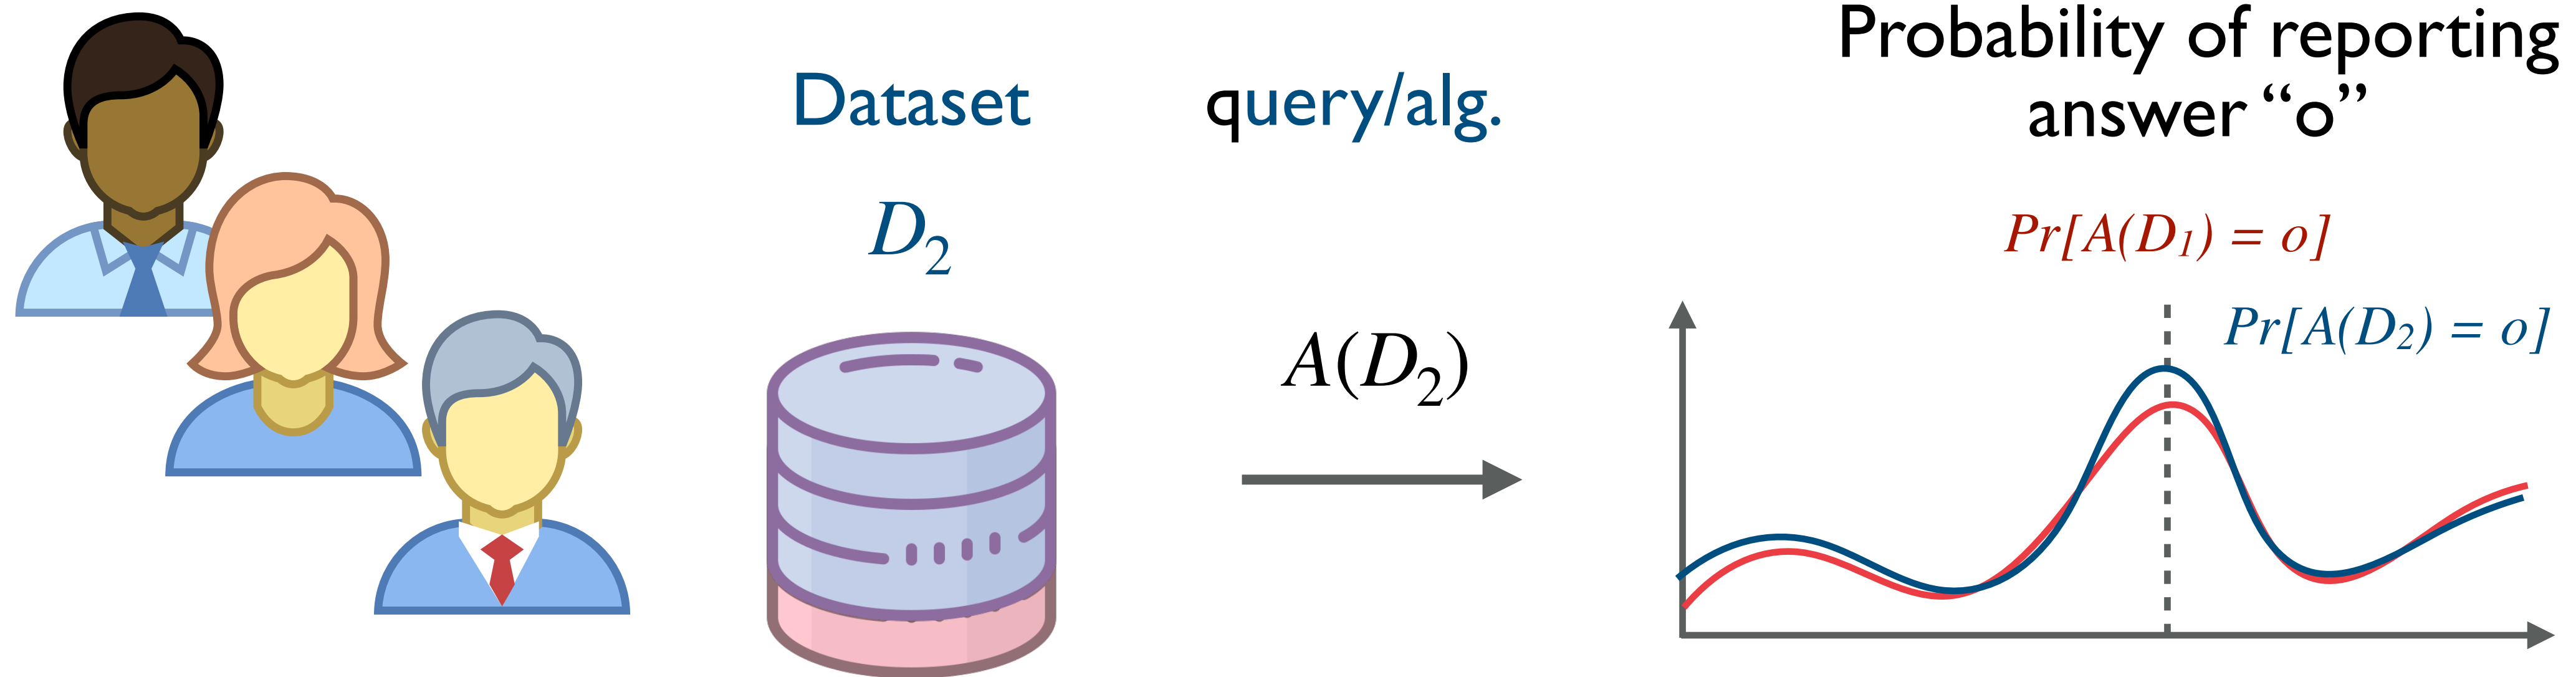 Probability of reporting
answer “o”
Dataset
query/alg.
D₂
Pr[A(D₁) = o]
Pr[A(D₂) = o]
A(D₂)